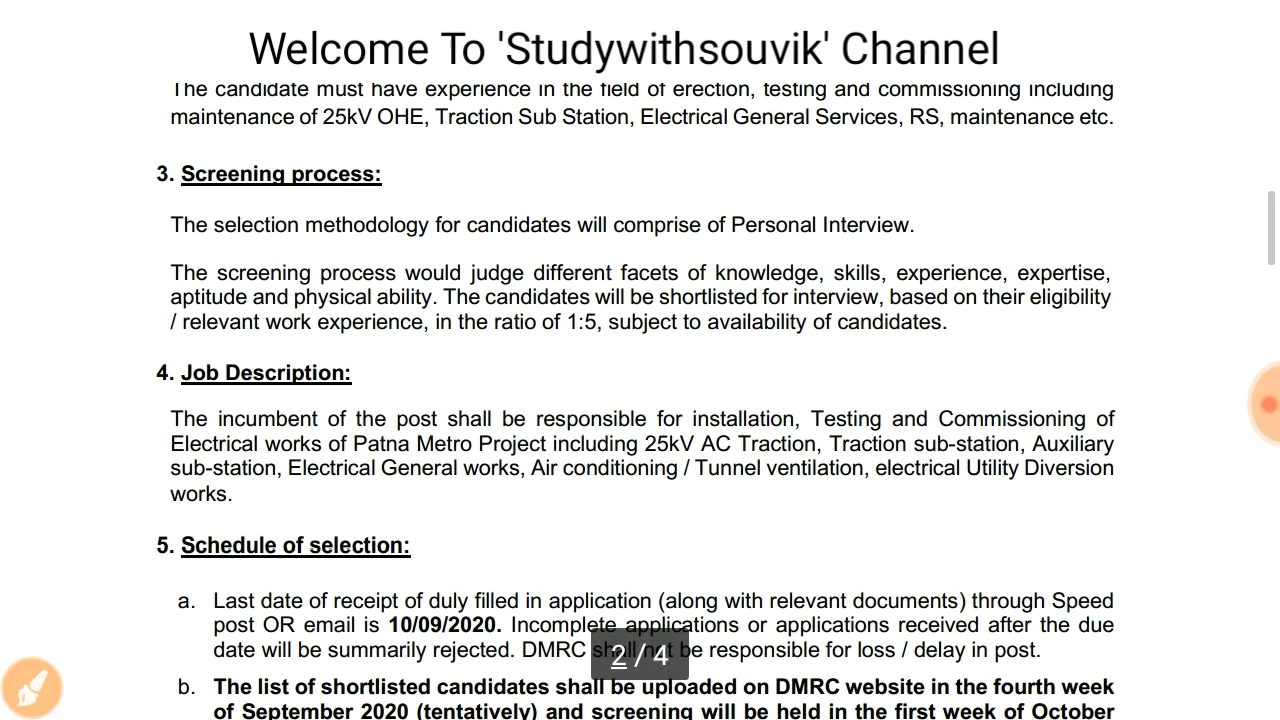 Welcome To 'Studywithsouvik' Channel
The candidate must have experience in the field of erection, testing and commissioning including
maintenance of 25kV OHE, Traction Sub Station, Electrical General Services, RS, maintenance etc.
3. Screening process:
The selection methodology for candidates will comprise of Personal Interview.
The screening process would judge different facets of knowledge, skills, experience, expertise,
aptitude and physical ability. The candidates will be shortlisted for interview, based on their eligibility
/ relevant work experience, in the ratio of 1:5, subject to availability of candidates.
4. Job Description:
The incumbent of the post shall be responsible for installation, Testing and Commissioning of
Electrical works of Patna Metro Project including 25kV AC Traction, Traction sub-station, Auxiliary
sub-station, Electrical General works, Air conditioning / Tunnel ventilation, electrical Utility Diversion
works.
5. Schedule of selection:
a. Last date of receipt of duly filled in application (along with relevant documents) through Speed
post OR email is 10/09/2020. Incomplete applications or applications received after the due
date will be summarily rejected. DMRC shall not be responsible for loss / delay in post.
2 / 4
b. The list of shortlisted candidates shall be uploaded on DMRC website in the fourth week
of September 2020 (tentatively) and screening will be held in the first week of October